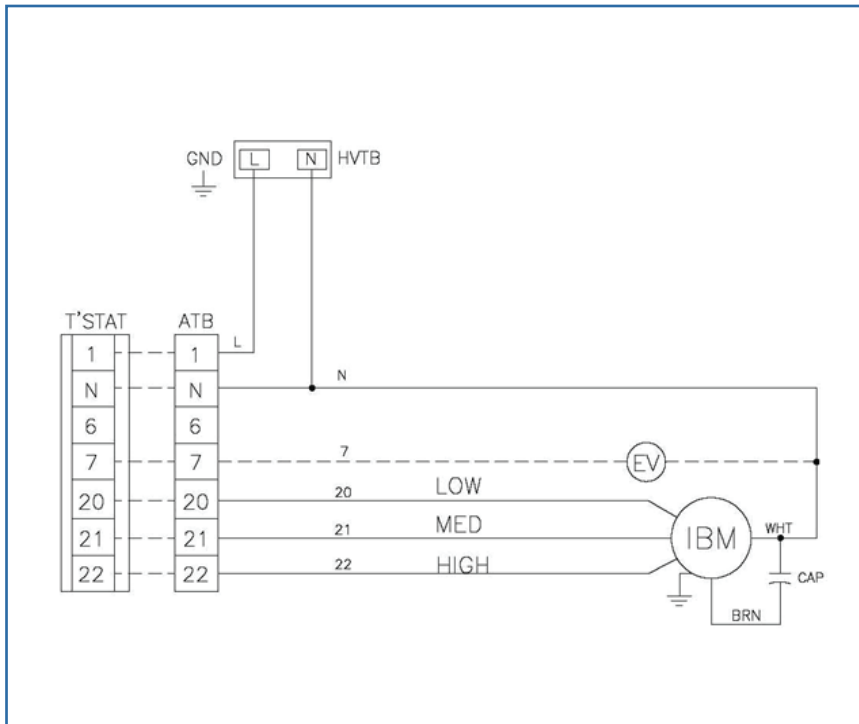 GND L N HVTB
T'STAT ATB
1 1 L
N N N
6 6
7 7 7 EV
20 20 20 LOW
21 21 21 MED IBM WHT
22 22 22 HIGH
CAP
BRN